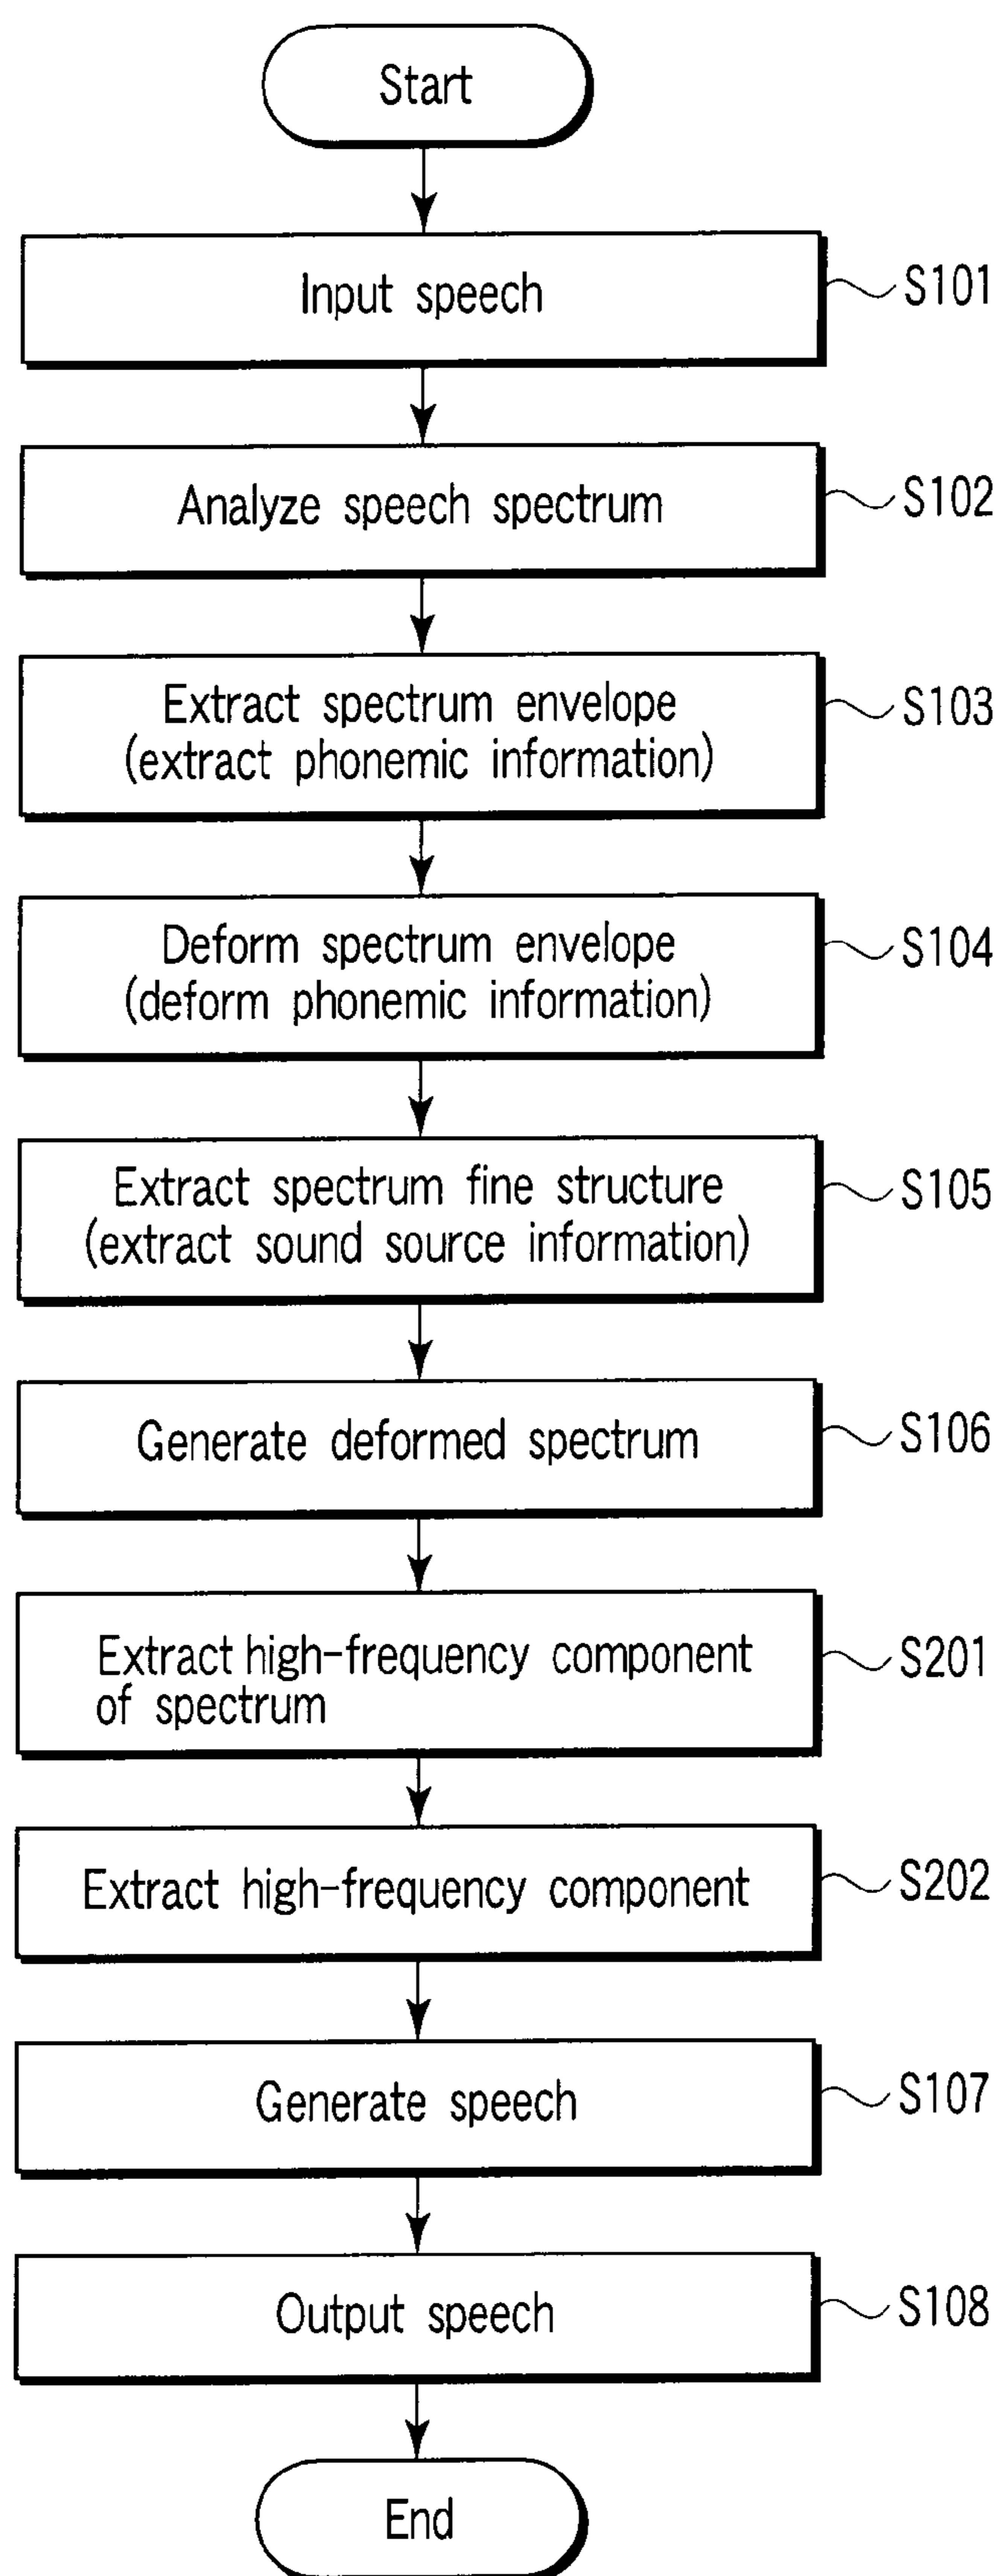 Start
Input speech
S101
Analyze speech spectrum
S102
Extract spectrum envelope
(extract phonemic information)
S103
Deform spectrum envelope
(deform phonemic information)
S104
Extract spectrum fine structure
(extract sound source information)
S105
Generate deformed spectrum
S106
Extract high-frequency component
of spectrum
S201
Extract high-frequency component
S202
Generate speech
S107
Output speech
S108
End